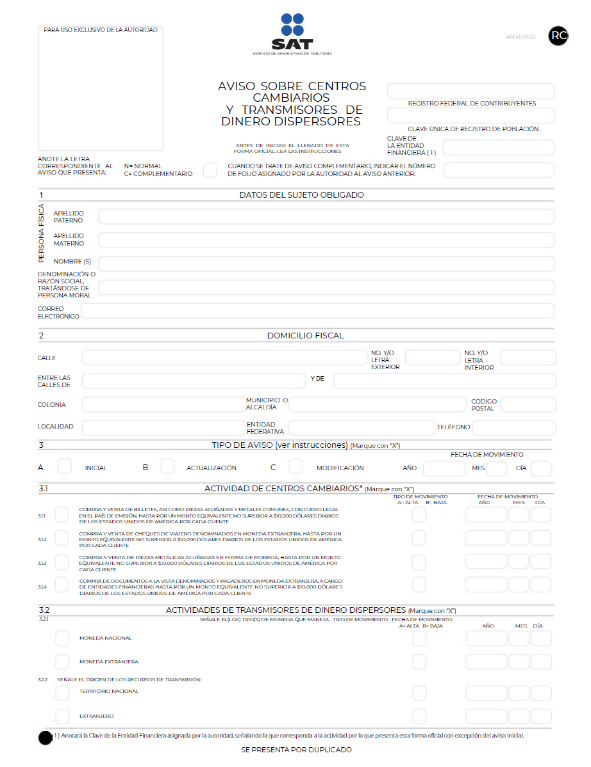 PARA USO EXCLUSIVO DE LA AUTORIDAD
SAT
SERVICIO DE ADMINISTRACIÓN TRIBUTARIA
ANVERSO
RC
AVISO SOBRE CENTROS
CAMBIARIOS
Y TRANSMISORES DE
DINERO DISPERSORES
REGISTRO FEDERAL DE CONTRIBUYENTES
CLAVE ÚNICA DE REGISTRO DE POBLACIÓN
ANTES DE INICIAR EL LLENADO DE ESTA
FORMA OFICIAL, LEA LAS INSTRUCCIONES
CLAVE DE
LA ENTIDAD
FINANCIERA (1)
ANOTE LA LETRA
CORRESPONDIENTE AL
AVISO QUE PRESENTA:
N= NORMAL
C= COMPLEMENTARIO
CUANDO SE TRATE DE AVISO COMPLEMENTARIO, INDICAR EL NÚMERO
DE FOLIO ASIGNADO POR LA AUTORIDAD AL AVISO ANTERIOR.
1 DATOS DEL SUJETO OBLIGADO
PERSONA FÍSICA
APELLIDO
PATERNO
APELLIDO
MATERNO
NOMBRE (S)
DENOMINACIÓN O
RAZÓN SOCIAL,
TRATÁNDOSE DE
PERSONA MORAL
CORREO
ELECTRÓNICO
2 DOMICILIO FISCAL
CALLE
NO. Y/O
LETRA
EXTERIOR
NO. Y/O
LETRA
INTERIOR
ENTRE LAS
CALLES DE
Y DE
COLONIA
MUNICIPIO O
ALCALDÍA
CÓDIGO
POSTAL
LOCALIDAD
ENTIDAD
FEDERATIVA
TELÉFONO
3 TIPO DE AVISO (ver instrucciones) (Marque con "X")
FECHA DE MOVIMIENTO
A INICIAL B ACTUALIZACIÓN C MODIFICACIÓN AÑO MES DÍA
3.1 ACTIVIDAD DE CENTROS CAMBIARIOS* (Marque con "X")
TIPO DE MOVIMIENTO FECHA DE MOVIMIENTO
A= ALTA B= BAJA AÑO MES DIA
3.1.1 COMPRA Y VENTA DE BILLETES, ASÍ COMO PIEZAS ACUÑADAS Y METALES COMUNES, CON CURSO LEGAL
EN EL PAÍS DE EMISIÓN, HASTA POR UN MONTO EQUIVALENTE NO SUPERIOR A $10,000 DÓLARES DIARIOS
DE LOS ESTADOS UNIDOS DE AMÉRICA POR CADA CLIENTE
3.1.2 COMPRA Y VENTA DE CHEQUES DE VIAJERO DENOMINADOS EN MONEDA EXTRANJERA, HASTA POR UN
MONTO EQUIVALENTE NO SUPERIOR A $10,000 DÓLARES DIARIOS DE LOS ESTADOS UNIDOS DE AMÉRICA
POR CADA CLIENTE
3.1.3 COMPRA Y VENTA DE PIEZAS METÁLICAS ACUÑADAS EN FORMA DE MONEDA, HASTA POR UN MONTO
EQUIVALENTE NO SUPERIOR A $10,000 DÓLARES DIARIOS DE LOS ESTADOS UNIDOS DE AMÉRICA POR
CADA CLIENTE
3.1.4 COMPRA DE DOCUMENTOS A LA VISTA DENOMINADOS Y PAGADEROS EN MONEDA EXTRANJERA, A CARGO
DE ENTIDADES FINANCIERAS HASTA POR UN MONTO EQUIVALENTE NO SUPERIOR A $10,000 DÓLARES
DIARIOS DE LOS ESTADOS UNIDOS DE AMÉRICA POR CADA CLIENTE
3.2 ACTIVIDADES DE TRANSMISORES DE DINERO DISPERSORES (Marque con "X")
3.2.1 SEÑALE EL(LOS) TIPO(S) DE MONEDA QUE MANEJA. TIPO DE MOVIMIENTO FECHA DE MOVIMIENTO
A= ALTA B= BAJA AÑO MES DÍA
MONEDA NACIONAL
MONEDA EXTRANJERA
3.2.2 SEÑALE EL ORIGEN DE LOS RECURSOS DE TRANSMISIÓN:
TERRITORIO NACIONAL
EXTRANJERO
1 ) Anotará la Clave de la Entidad Financiera asignada por la autoridad, señalando la que corresponda a la actividad por la que presenta esta forma oficial con excepción del aviso inicial.
SE PRESENTA POR DUPLICADO